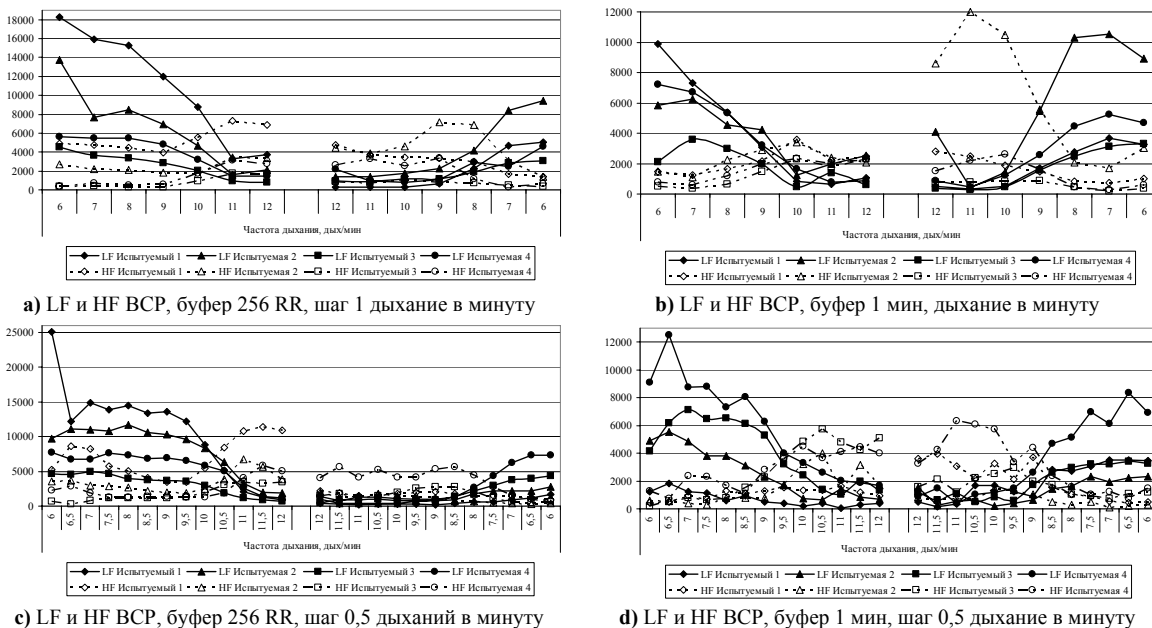 18000
16000
14000
12000
10000
8000
6000
4000
2000
0
6 7 8 9 10 11 12 12 11 10 9 8 7 6
Частота дыхания, дых/мин
LF Испытуемый 1 LF Испытуемая 2 LF Испытуемый 3 LF Испытуемая 4
HF Испытуемый 1 HF Испытуемая 2 HF Испытуемый 3 HF Испытуемая 4
a) LF и HF ВСР, буфер 256 RR, шаг 1 дыхание в минуту
12000
10000
8000
6000
4000
2000
0
6 7 8 9 10 11 12 12 11 10 9 8 7 6
Частота дыхания, дых/мин
LF Испытуемый 1 LF Испытуемая 2 LF Испытуемый 3 LF Испытуемый 4
HF Испытуемый 1 HF Испытуемая 2 HF Испытуемый 3 HF Испытуемый 4
b) LF и HF ВСР, буфер 1 мин, дыхание в минуту
25000
20000
15000
10000
5000
0
6 6,5 7 7,5 8 8,5 9 9,5 10 10,5 11 11,5 12 12 11,5 11 10,5 10 9,5 9 8,5 8 7,5 7 6,5 6
Частота дыхания, дых/мин
LF Испытуемый 1 LF Испытуемая 2 LF Испытуемый 3 LF Испытуемый 4
HF Испытуемый 1 HF Испытуемая 2 HF Испытуемый 3 HF Испытуемый 4
c) LF и HF ВСР, буфер 256 RR, шаг 0,5 дыханий в минуту
12000
10000
8000
6000
4000
2000
0
6 6,5 7 7,5 8 8,5 9 9,5 10 10,5 11 11,5 12 12 11,5 11 10,5 10 9,5 9 8,5 8 7,5 7 6,5 6
Частота дыхания, дых/мин
LF Испытуемый 1 LF Испытуемая 2 LF Испытуемый 3 LF Испытуемый 4
HF Испытуемый 1 HF Испытуемая 2 HF Испытуемый 3 HF Испытуемый 4
d) LF и HF ВСР, буфер 1 мин, шаг 0,5 дыхание в минуту